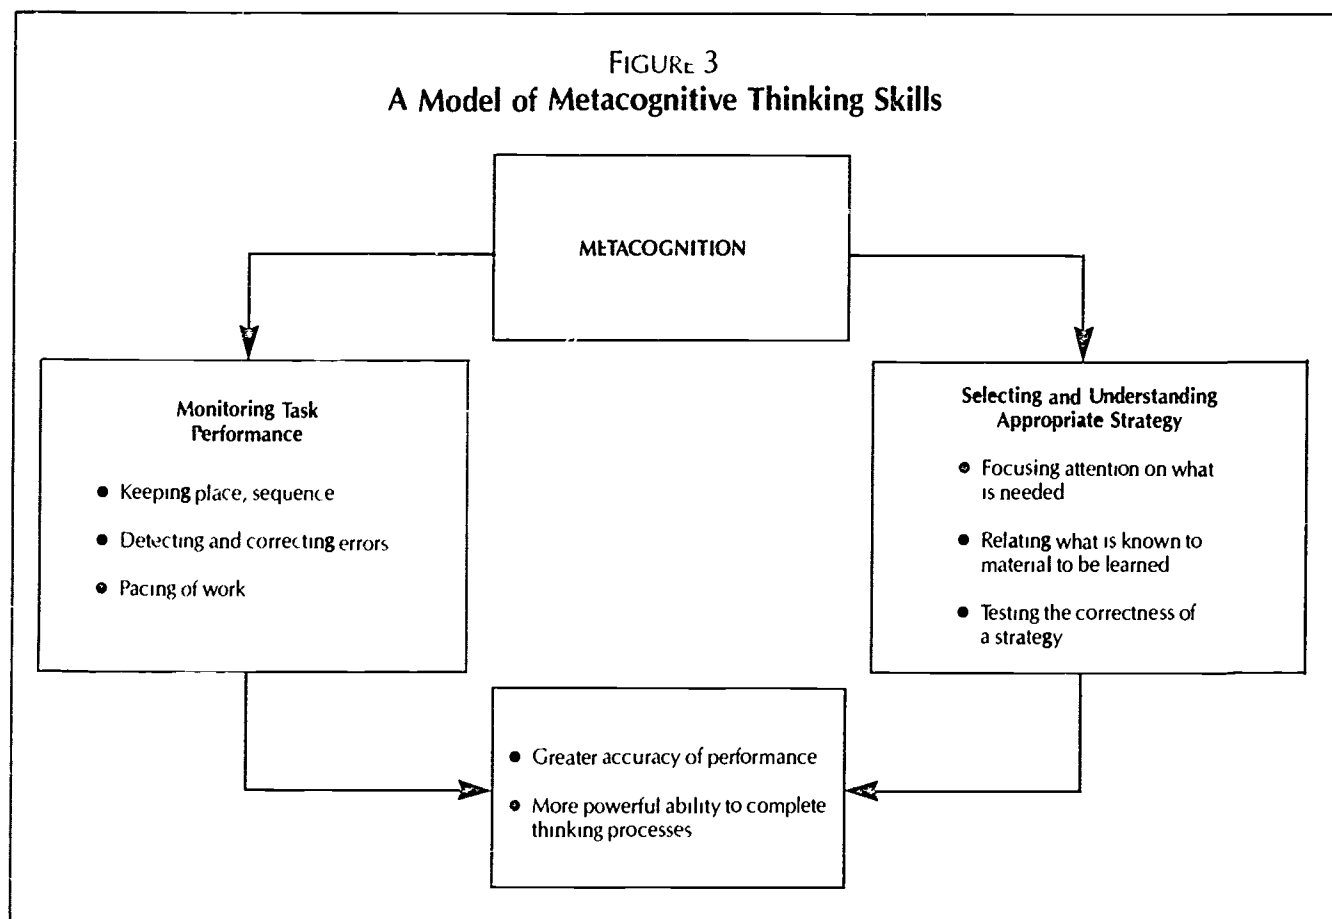 FIGURE 3
A Model of Metacognitive Thinking Skills
METACOGNITION
Monitoring Task
Performance
● Keeping place, sequence
● Detecting and correcting errors
● Pacing of work
Selecting and Understanding
Appropriate Strategy
● Focusing attention on what
is needed
● Relating what is known to
material to be learned
● Testing the correctness of
a strategy
● Greater accuracy of performance
● More powerful ability to complete
thinking processes